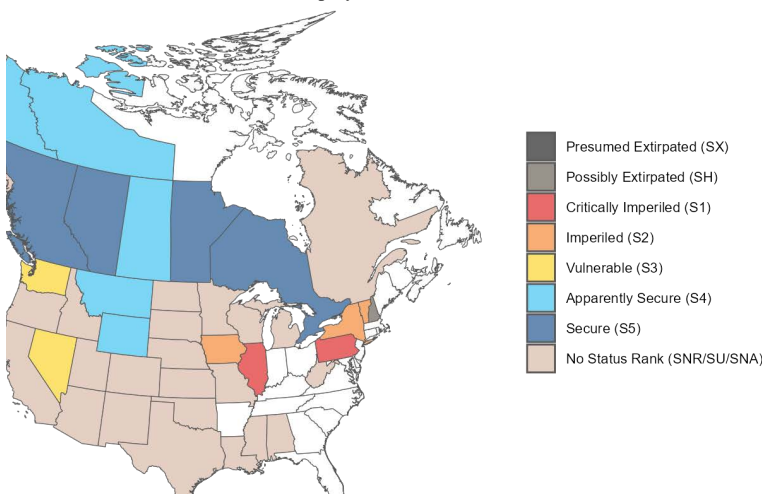 Presumed Extirpated (SX)
Possibly Extirpated (SH)
Critically Imperiled (S1)
Imperiled (S2)
Vulnerable (S3)
Apparently Secure (S4)
Secure (S5)
No Status Rank (SNR/SU/SNA)